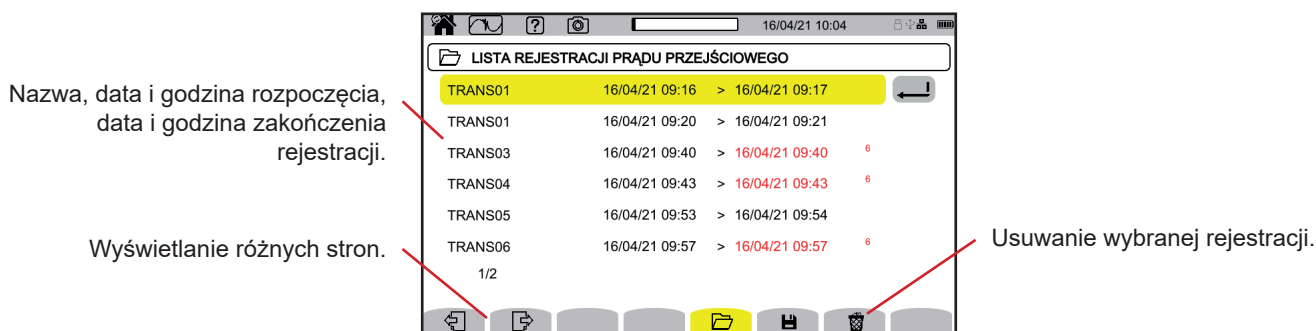 16/04/21 10:04
LISTA REJESTRACJI PRĄDU PRZEJŚCIOWEGO
Nazwa, data i godzina rozpoczęcia,
data i godzina zakończenia
rejestracji.
TRANS01 16/04/21 09:16 > 16/04/21 09:17
TRANS01 16/04/21 09:20 > 16/04/21 09:21
TRANS03 16/04/21 09:40 > 16/04/21 09:40 6
TRANS04 16/04/21 09:43 > 16/04/21 09:43 6
TRANS05 16/04/21 09:53 > 16/04/21 09:54
TRANS06 16/04/21 09:57 > 16/04/21 09:57 6
1/2
Wyświetlanie różnych stron.
Usuwanie wybranej rejestracji.